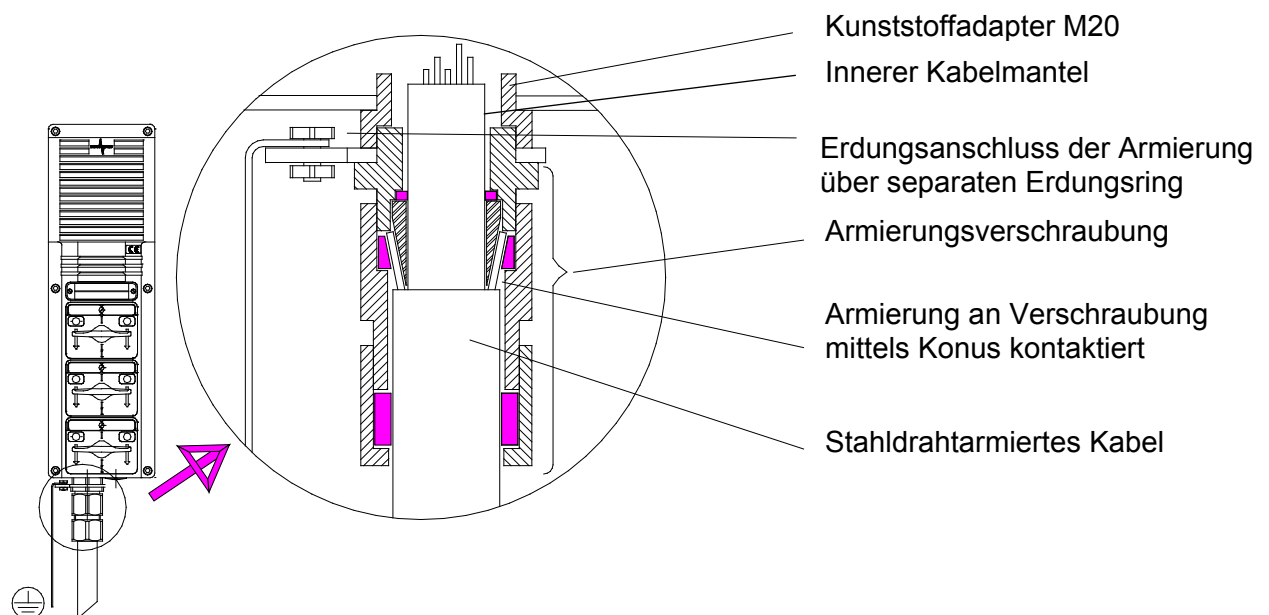 Kunststoffadapter M20
Innerer Kabelmantel
Erdungsanschluss der Armierung
über separaten Erdungsring
Armierungsverschraubung
Armierung an Verschraubung
mittels Konus kontaktiert
Stahldrahtarmiertes Kabel
CE